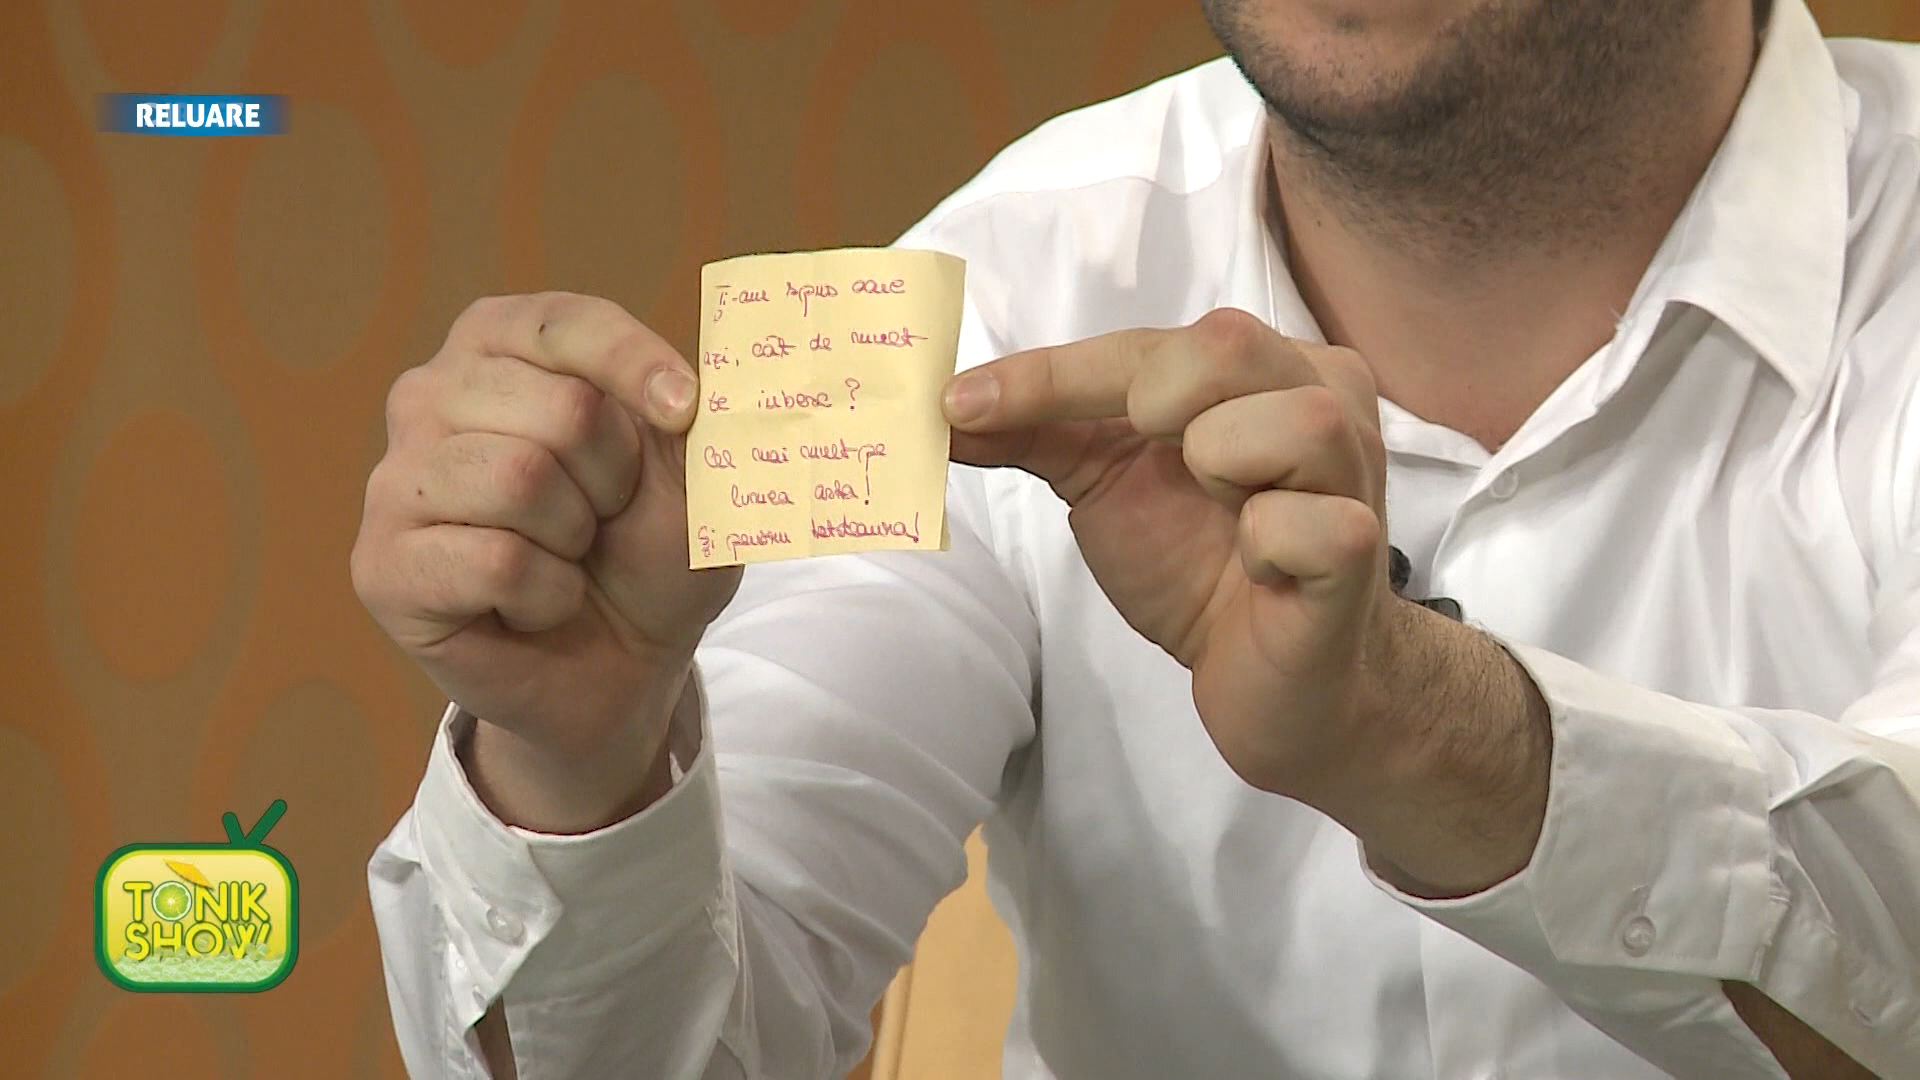 RELUARE
Ți-am spus oare
azi, cât de mult
te iubesc?
Cel mai mult pe
lumea asta!
Și pentru totdeauna!
TONIK
SHOW